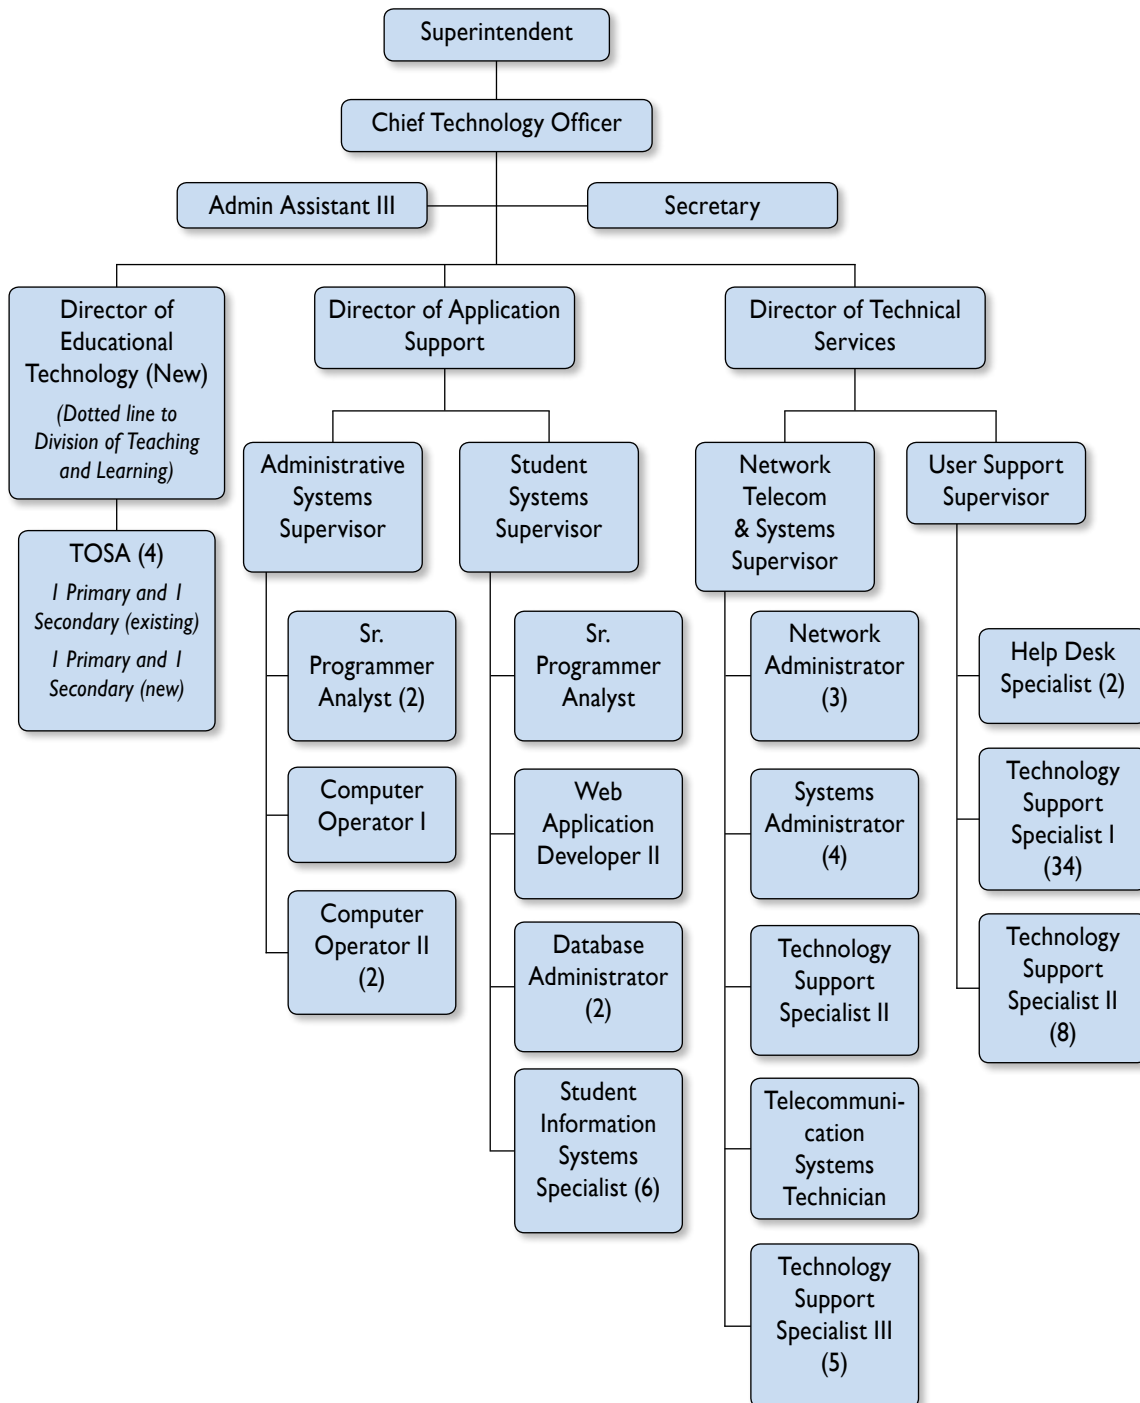 Superintendent
Chief Technology Officer
Admin Assistant III
Secretary
Director of
Educational
Technology (New)
(Dotted line to
Division of Teaching
and Learning)
TOSA (4)
1 Primary and 1
Secondary (existing)
1 Primary and 1
Secondary (new)
Director of Application
Support
Administrative
Systems
Supervisor
Sr.
Programmer
Analyst (2)
Computer
Operator I
Computer
Operator II
(2)
Student
Systems
Supervisor
Sr.
Programmer
Analyst
Web
Application
Developer II
Database
Administrator
(2)
Student
Information
Systems
Specialist (6)
Director of Technical
Services
Network
Telecom
& Systems
Supervisor
Network
Administrator
(3)
Systems
Administrator
(4)
Technology
Support
Specialist II
Telecommuni-
cation
Systems
Technician
Technology
Support
Specialist III
(5)
User Support
Supervisor
Help Desk
Specialist (2)
Technology
Support
Specialist I
(34)
Technology
Support
Specialist II
(8)